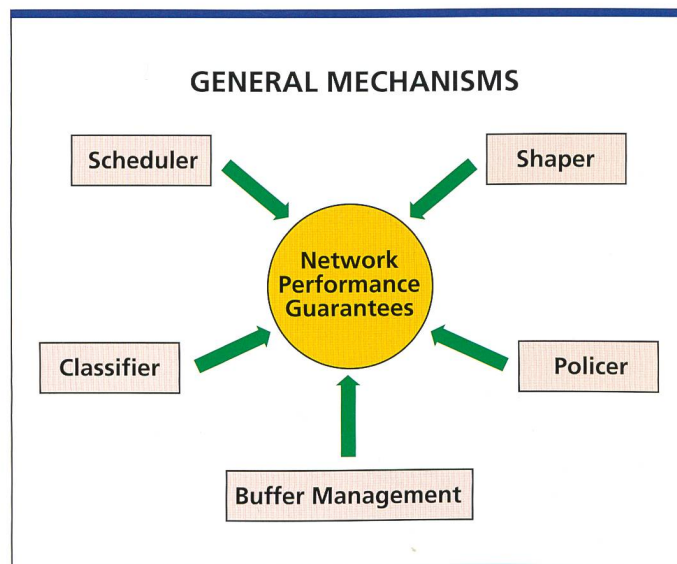 GENERAL MECHANISMS
Scheduler
Shaper
Network
Performance
Guarantees
Classifier
Policer
Buffer Management